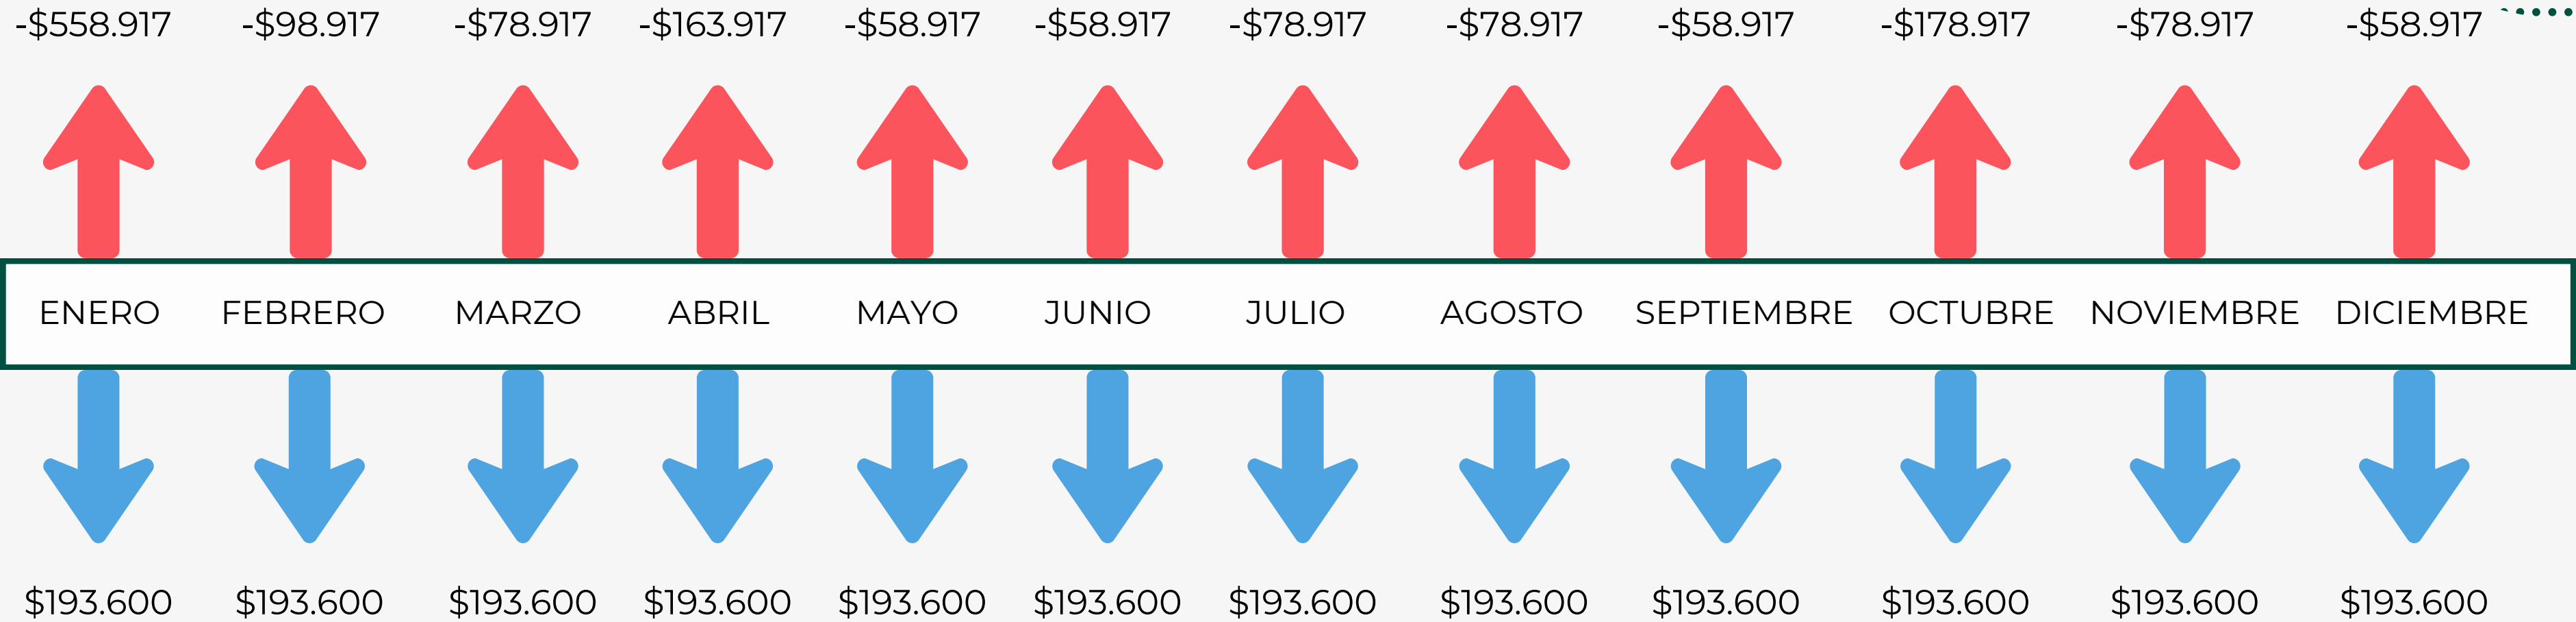 -$558.917 -$98.917 -$78.917 -$163.917 -$58.917 -$58.917 -$78.917 -$78.917 -$58.917 -$178.917 -$78.917 -$58.917
ENERO FEBRERO MARZO ABRIL MAYO JUNIO JULIO AGOSTO SEPTIEMBRE OCTUBRE NOVIEMBRE DICIEMBRE
$193.600 $193.600 $193.600 $193.600 $193.600 $193.600 $193.600 $193.600 $193.600 $193.600 $193.600 $193.600